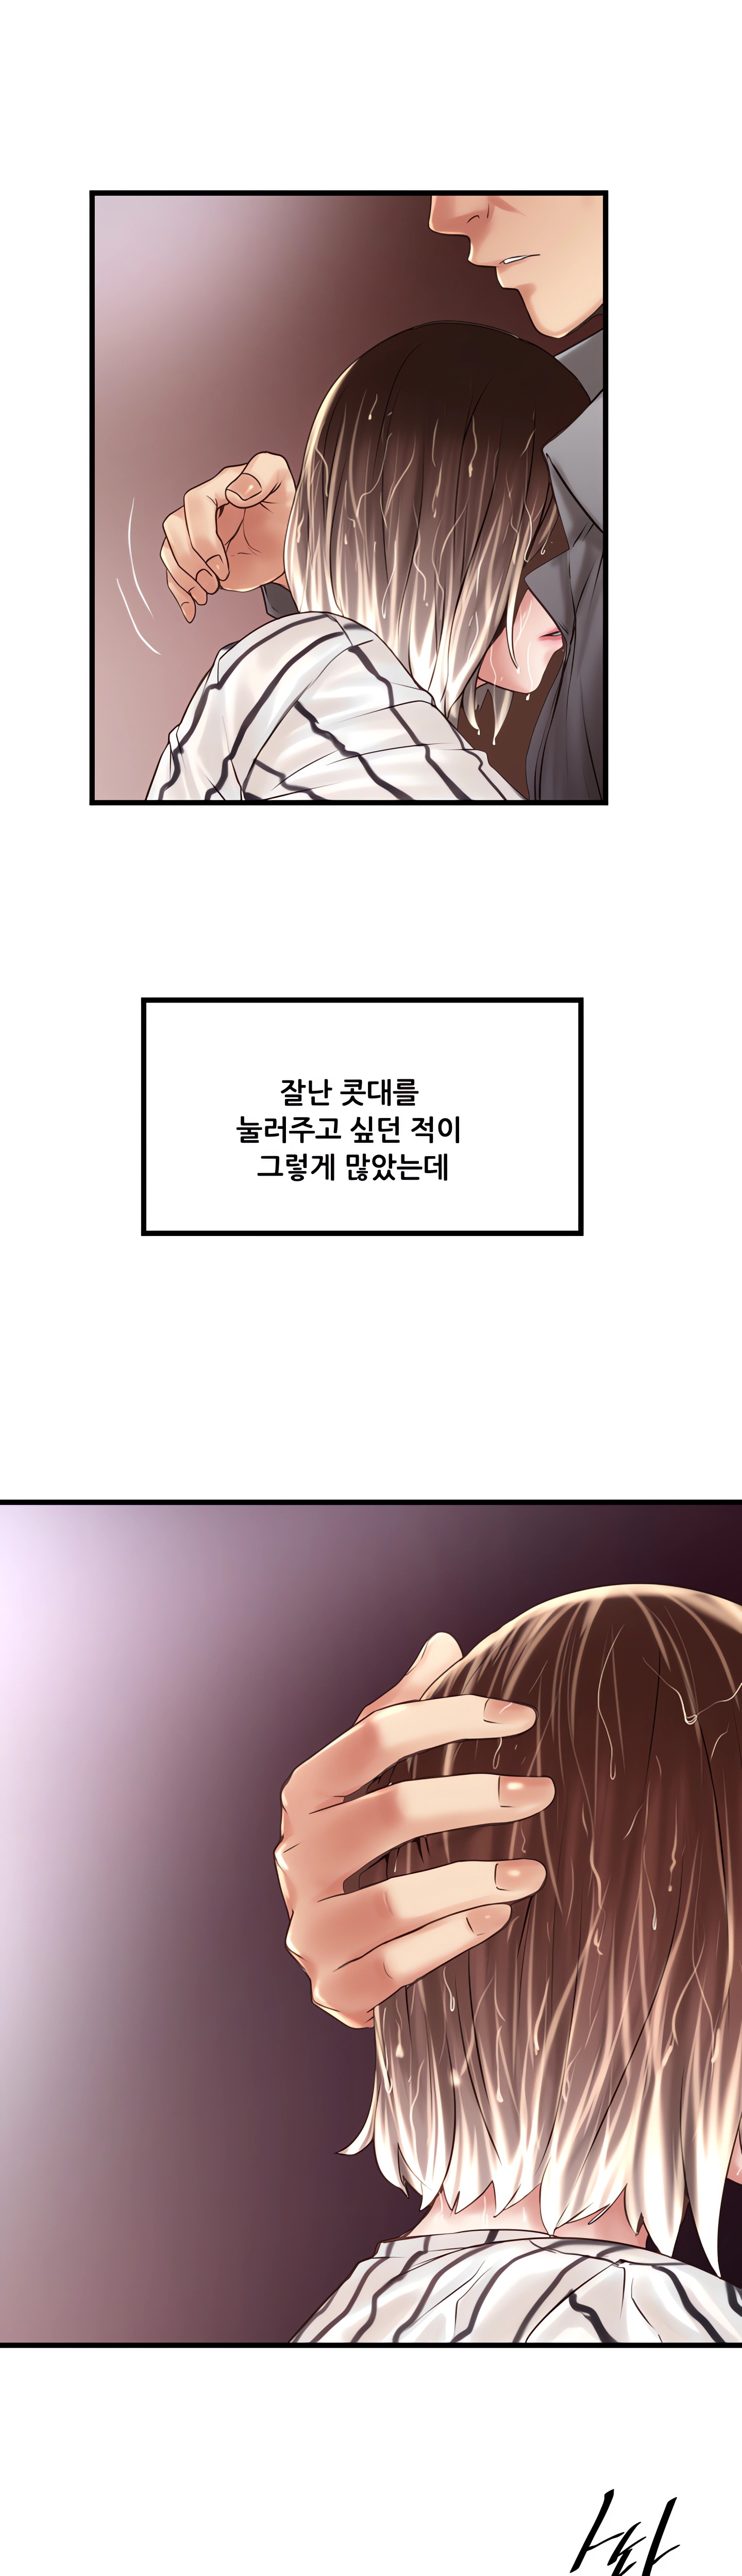 잘난 콧대를
눌러주고 싶던 적이
그렇게 많았는데